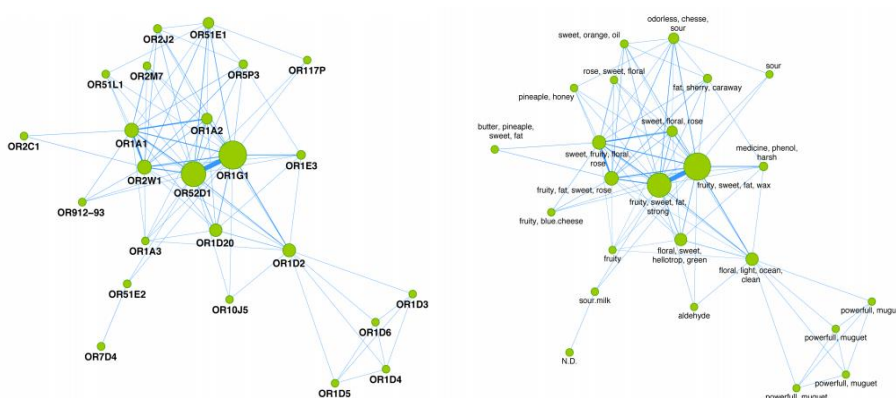 OR51E1
OR2J2
OR51L1
OR2M7
OR5P3
OR117P
OR2C1
OR1A1
OR1A2
OR2W1
OR52D1
OR1G1
OR1E3
OR912-93
OR1A3
OR1D20
OR1D2
OR51E2
OR10J5
OR7D4
OR1D3
OR1D6
OR1D4
OR1D5
odorless, chesse,
sour
sweet, orange, oil
rose, sweet, floral
sour
pineaple, honey
fat, sherry, caraway
butter, pineaple,
sweet, fat
sweet, floral, rose
sweet, fruity, floral,
rose
medicine, phenol,
harsh
fruity, fat, sweet, rose
fruity, sweet, fat, wax
fruity, sweet, fat,
strong
fruity, blue.cheese
fruity
floral, sweet,
hellotrop, green
floral, light, ocean,
clean
sour.milk
aldehyde
N.D.
powerfull, mugue
powerfull, muguet
powerfull, muguet
powerfull, muguet